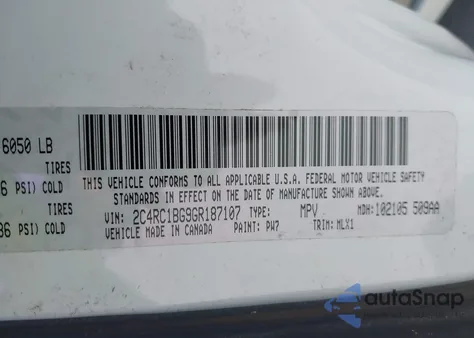 6050 LB
TIRES
6 PSI) COLD
TIRES
36 PSI) COLD
THIS VEHICLE CONFORMS TO ALL APPLICABLE U.S.A. FEDERAL MOTOR VEHICLE SAFETY
STANDARDS IN EFFECT ON THE DATE OF MANUFACTURE SHOWN ABOVE.
VIN: 2C4RC1BG9GR187107 TYPE: MPV MDH: 102105 509AA
VEHICLE MADE IN CANADA PAINT: PW7 TRIM: MLX1
autoSnap